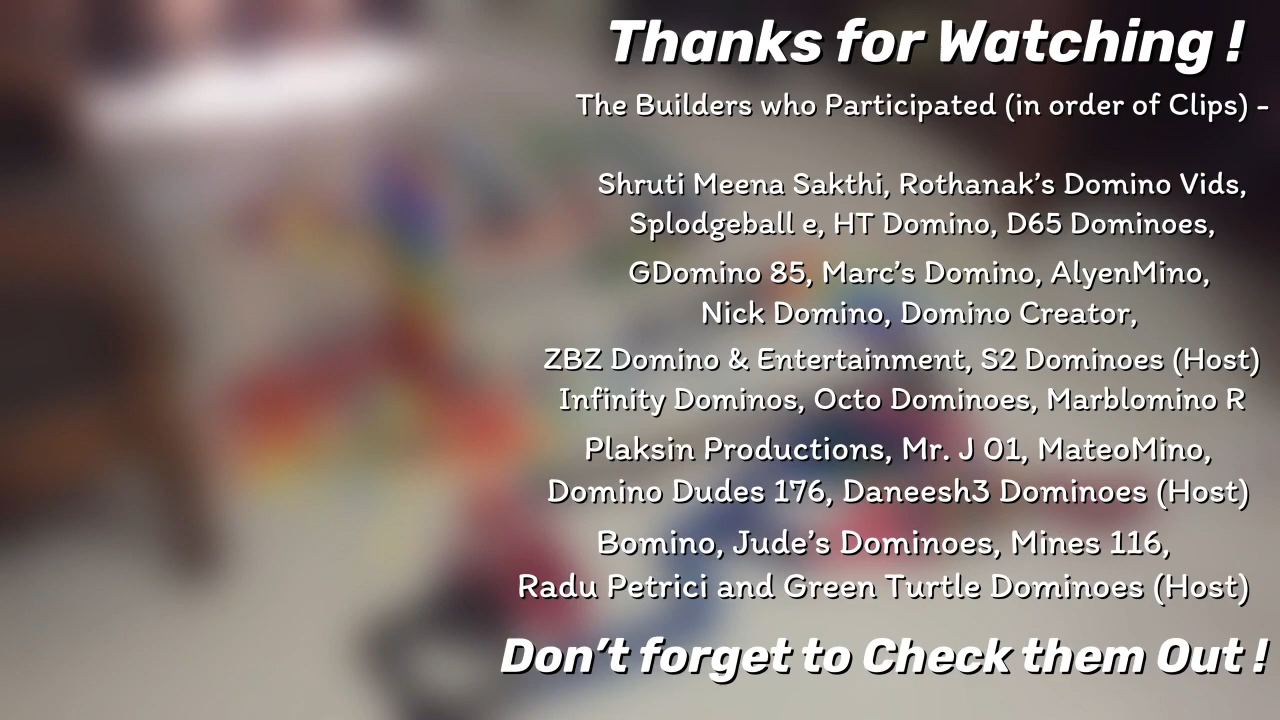 Thanks for Watching !
The Builders who Participated (in order of Clips) -
Shruti Meena Sakthi, Rothanak's Domino Vids,
Splodgeball e, HT Domino, D65 Dominoes,
GDomino 85, Marc's Domino, AlyenMino,
Nick Domino, Domino Creator,
ZBZ Domino & Entertainment, S2 Dominoes (Host)
Infinity Dominos, Octo Dominoes, Marblomino R
Plaksin Productions, Mr. J 01, MateoMino,
Domino Dudes 176, Daneesh3 Dominoes (Host)
Bomino, Jude's Dominoes, Mines 116,
Radu Petrici and Green Turtle Dominoes (Host)
Don't forget to Check them Out !